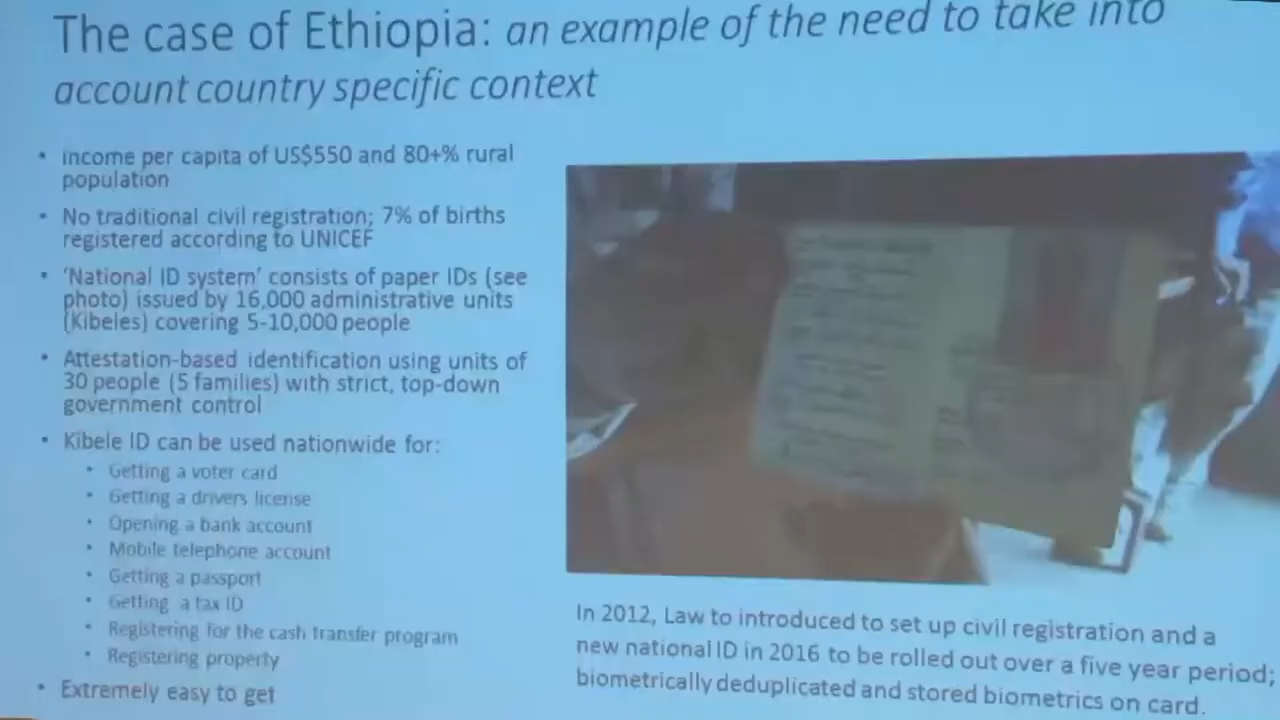 The case of Ethiopia: an example of the need to take into
account country specific context
• Income per capita of US$550 and 80+% rural
population
• No traditional civil registration; 7% of births
registered according to UNICEF
• 'National ID system' consists of paper IDs (see
photo) issued by 16,000 administrative units
(Kibeles) covering 5-10,000 people
• Attestation-based identification using units of
30 people (5 families) with strict, top-down
government control
• Kibele ID can be used nationwide for:
• Getting a voter card
• Getting a drivers license
• Opening a bank account
• Mobile telephone account
• Getting a passport
• Getting a tax ID
• Registering for the cash transfer program
• Registering property
• Extremely easy to get
In 2012, Law to introduced to set up civil registration and a
new national ID in 2016 to be rolled out over a five year period;
biometrically deduplicated and stored biometrics on card.